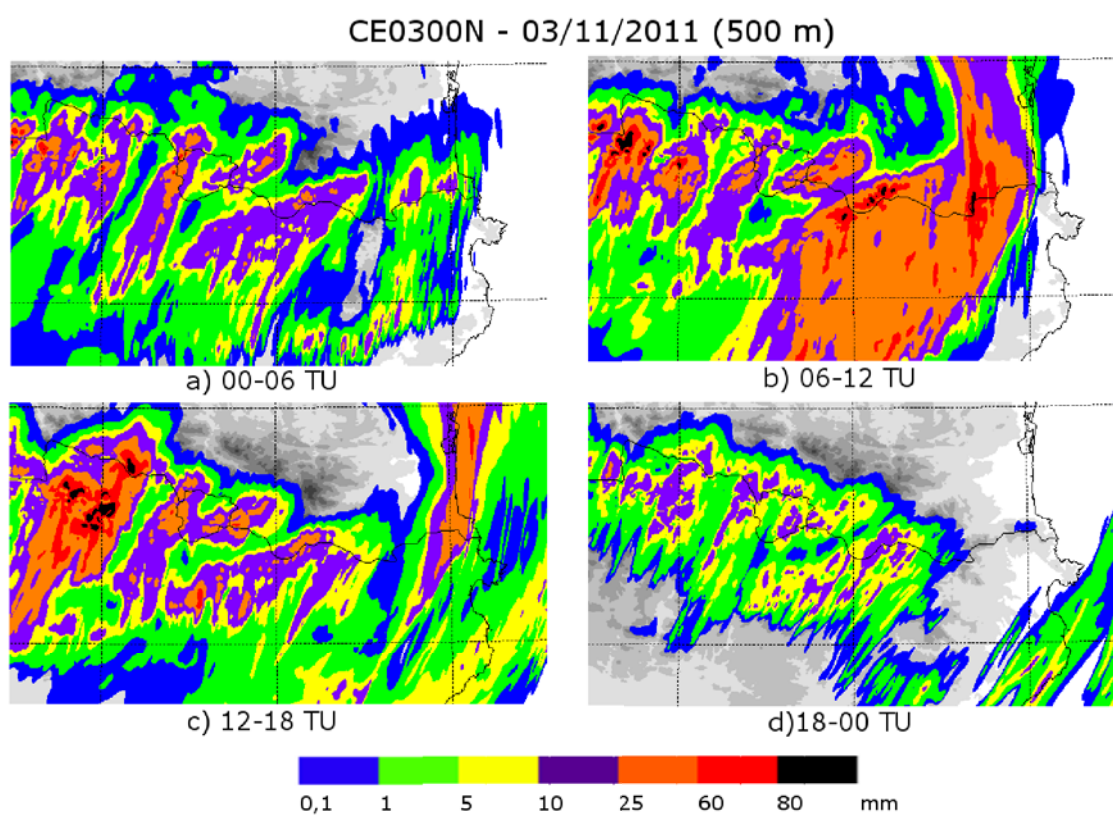 CE0300N - 03/11/2011 (500 m)
a) 00-06 TU
b) 06-12 TU
c) 12-18 TU
d)18-00 TU
0,1 1 5 10 25 60 80 mm